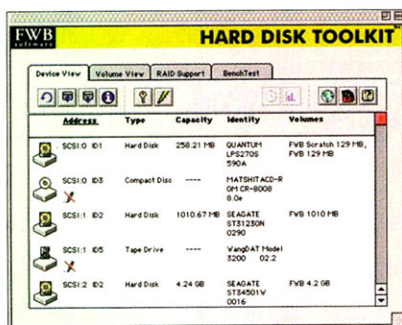 FWB
software
HARD DISK TOOLKIT™
Device View
Volume View
RAID Support
BenchTest
Address
Type
Capacity
Identity
Volumes
SCSI:0 ID1
Hard Disk
258.21 MB
QUANTUM
LPS270S
590A
FWB Scratch 129 MB,
FWB 129 MB
SCSI:0 ID3
Compact Disc
----
MATSHITACD-R
OM CR-8008
8.0e
SCSI:1 ID2
Hard Disk
1010.67 MB
SEAGATE
ST31230N
0290
FWB 1010 MB
SCSI:1 ID5
Tape Drive
----
WangDAT Model
3200 02.2
SCSI:2 ID2
Hard Disk
4.24 GB
SEAGATE
ST34501W
0016
FWB 4.2 GB